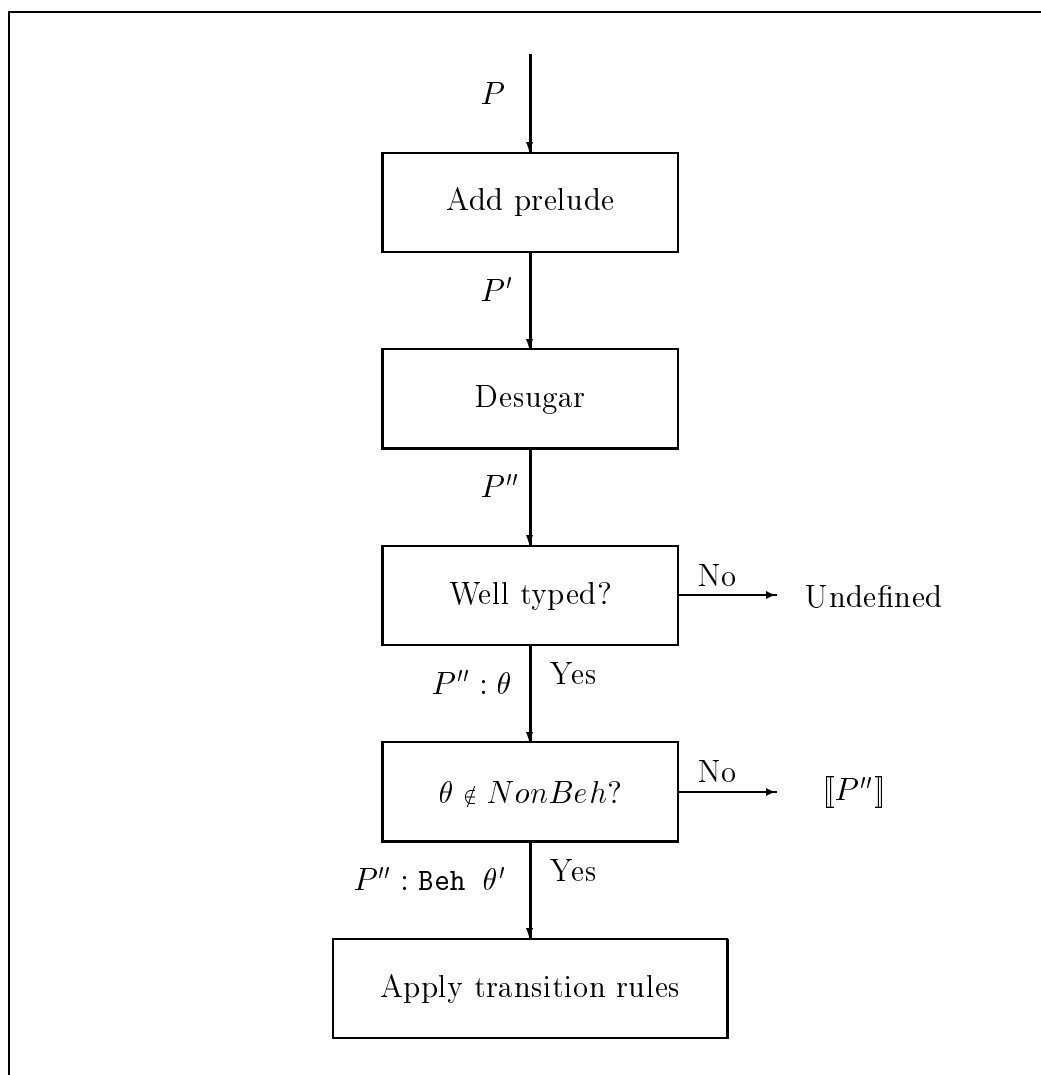 P
Add prelude
P′
Desugar
P″
Well typed?
No
Undefined
P″ : θ
Yes
θ ∉ NonBeh?
No
⟦P″⟧
P″ : Beh θ′
Yes
Apply transition rules